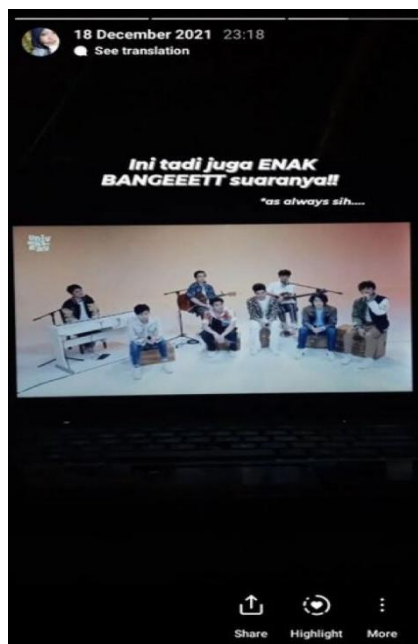 18 December 2021 23:18
See translation
Ini tadi juga ENAK
BANGEEETT suaranya!!
*as always sih....
Share Highlight More